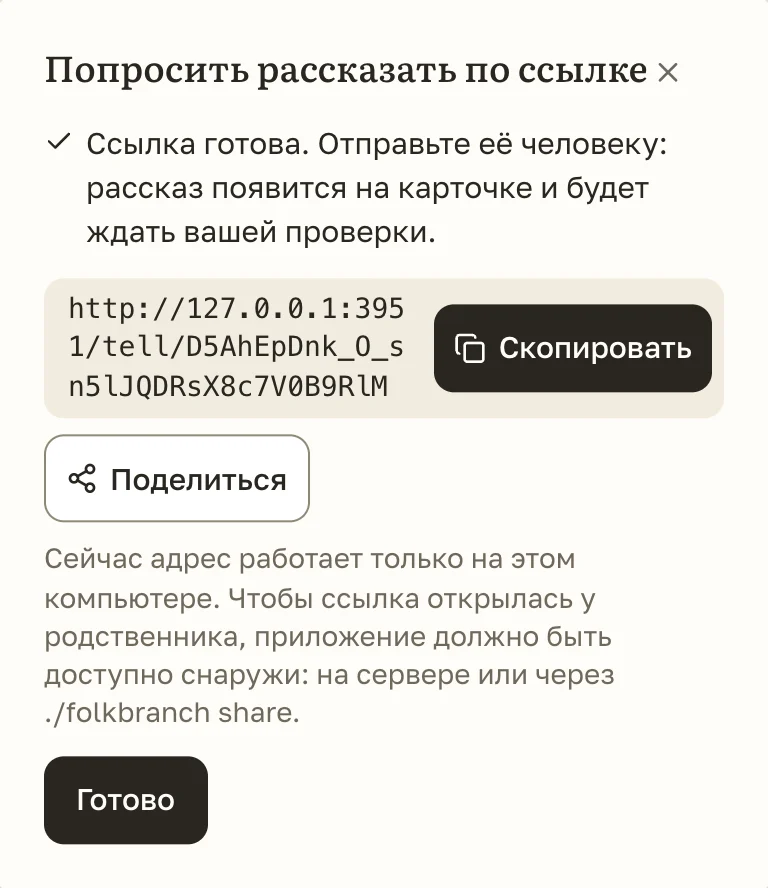 Попросить рассказать по ссылке
Ссылка готова. Отправьте её человеку:
рассказ появится на карточке и будет
ждать вашей проверки.
http://127.0.0.1:395
1/tell/D5AhEpDnk_O_s
n5lJQDRsX8c7V0B9RlM
Скопировать
Поделиться
Сейчас адрес работает только на этом
компьютере. Чтобы ссылка открылась у
родственника, приложение должно быть
доступно снаружи: на сервере или через
./folkbranch share.
Готово